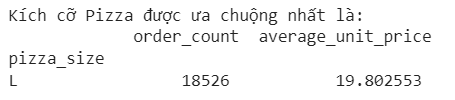 Kích cỡ Pizza được ưa chuộng nhất là:
order_count average_unit_price
pizza_size
L 18526 19.802553